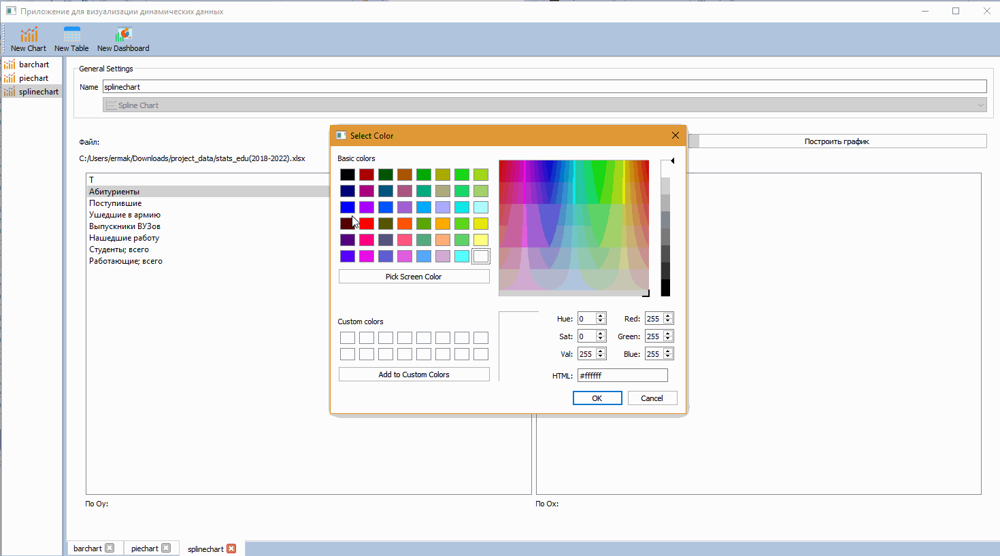 Приложение для визуализации динамических данных
New Chart
New Table
New Dashboard
barchart
piechart
splinechart
General Settings
Name
splinechart
Spline Chart
Файл:
Построить график
C:/Users/ermak/Downloads/project_data/stats_edu(2018-2022).xlsx
T
Абитуриенты
Поступившие
Ушедшие в армию
Выпускники ВУЗов
Нашедшие работу
Студенты; всего
Работающие; всего
По Oy:
По Ox:
Select Color
Basic colors
Pick Screen Color
Custom colors
Add to Custom Colors
Hue: 0
Red: 255
Sat: 0
Green: 255
Val: 255
Blue: 255
HTML: #ffffff
OK
Cancel
barchart
piechart
splinechart